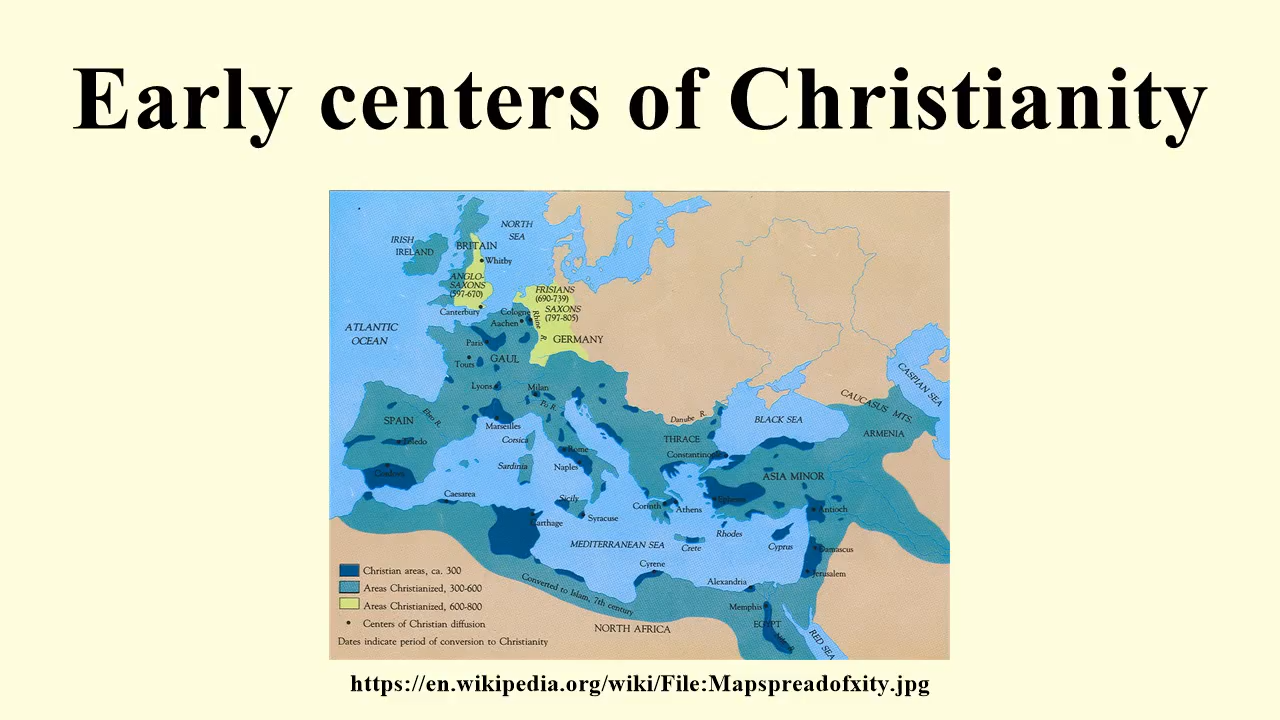 Early centers of Christianity
NORTH
SEA
IRISH
IRELAND
BRITAIN
Whitby
ANGLO-
SAXONS
(597-670)
FRISIANS
(690-739)
SAXONS
(797-805)
Canterbury
Cologne
Aachen
Rhine R.
GERMANY
ATLANTIC
OCEAN
Paris
GAUL
Tours
Lyons
Milan
Po R.
CASPIAN SEA
SPAIN
Ebro R.
Marseilles
Corsica
Danube R.
BLACK SEA
CAUCASUS MTS.
ARMENIA
Toledo
Rome
THRACE
Constantinople
Sardinia
Naples
ASIA MINOR
Cordova
Caesarea
Sicily
Ephesus
Corinth
Athens
Antioch
Carthage
Syracuse
Rhodes
MEDITERRANEAN SEA
Crete
Cyprus
Damascus
Cyrene
Jerusalem
Alexandria
Converted to Islam, 7th century
Memphis
NORTH AFRICA
EGYPT
RED SEA
Christian areas, ca. 300
Areas Christianized, 300-600
Areas Christianized, 600-800
Centers of Christian diffusion
Dates indicate period of conversion to Christianity
https://en.wikipedia.org/wiki/File:Mapspreadofxity.jpg